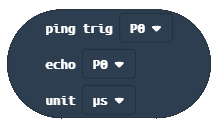 ping trig P0
echo P0
unit µs